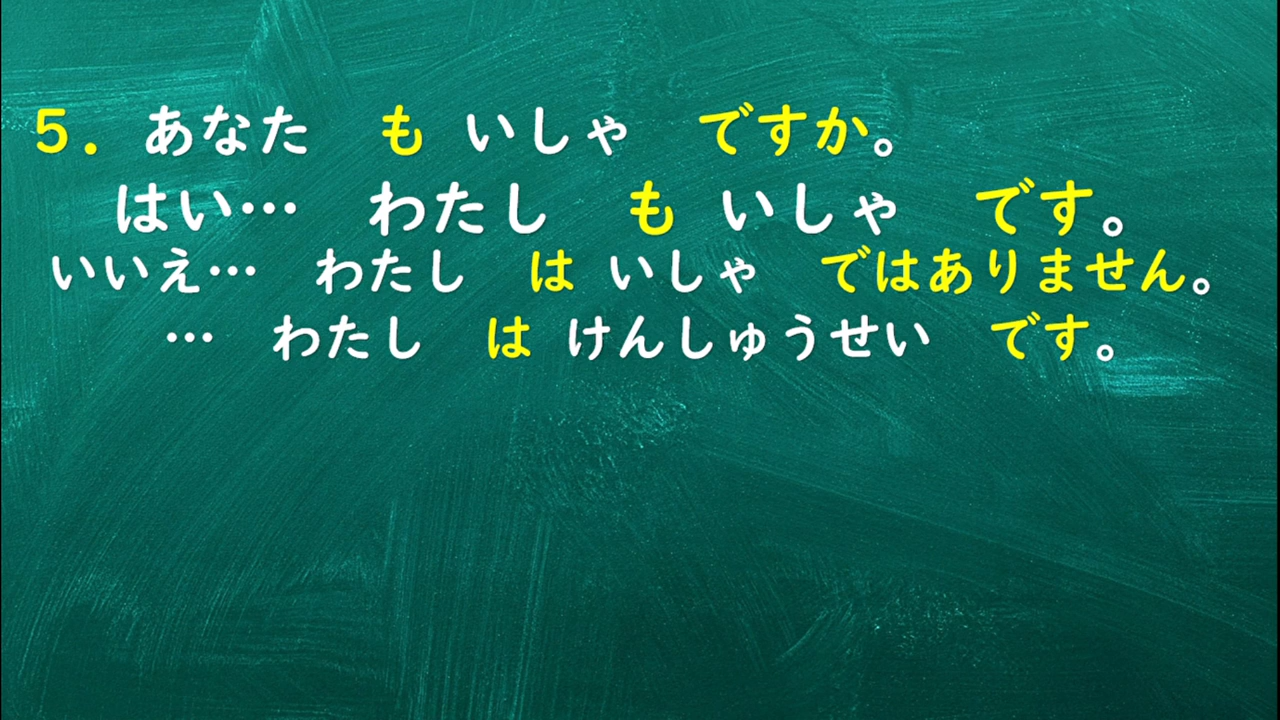 5. あなた も いしゃ ですか。
はい… わたし も いしゃ です。
いいえ… わたし は いしゃ ではありません。
… わたし は けんしゅうせい です。